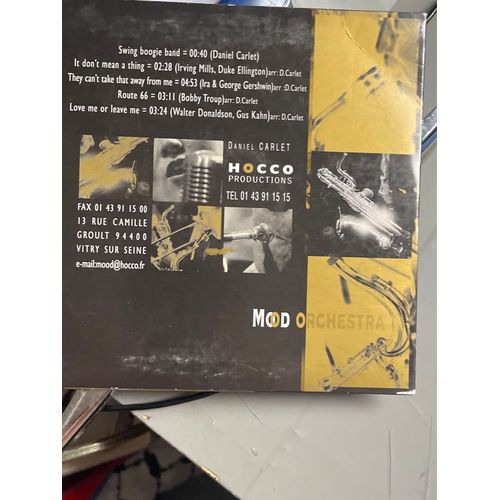 Swing boogie band = 00:40 (Daniel Carlet)
It don't mean a thing = 02:28 (Irving Mills, Duke Ellington)arr: D.Carlet
They can't take that away from me = 04:53 (Ira & George Gershwin)arr :D.Carlet
Route 66 = 03:11 (Bobby Troup)arr: D.Carlet
Love me or leave me = 03:24 (Walter Donaldson, Gus Kahn)arr: D.Carlet
DANIEL CARLET
HOCCO
PRODUCTIONS
TEL 01 43 91 15 15
FAX 01 43 91 15 00
13 RUE CAMILLE
GROULT 94400
VITRY SUR SEINE
e-mail:mood@hocco.fr
MOOD ORCHESTRA